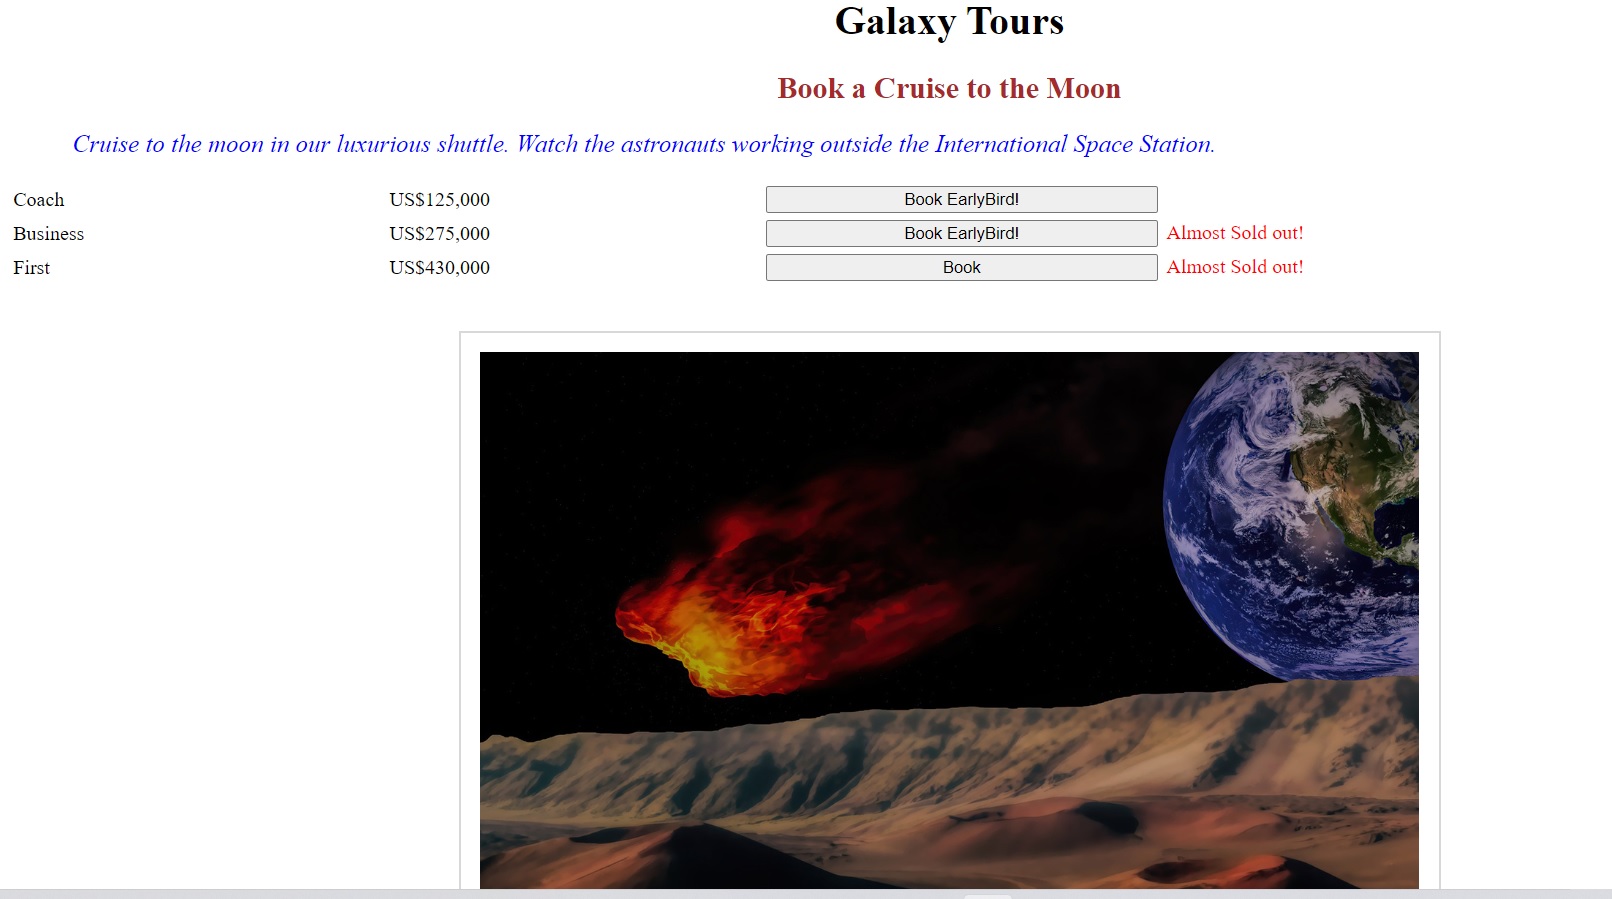 Galaxy Tours
Book a Cruise to the Moon
Cruise to the moon in our luxurious shuttle. Watch the astronauts working outside the International Space Station.
Coach US$125,000 Book EarlyBird!
Business US$275,000 Book EarlyBird! Almost Sold out!
First US$430,000 Book Almost Sold out!